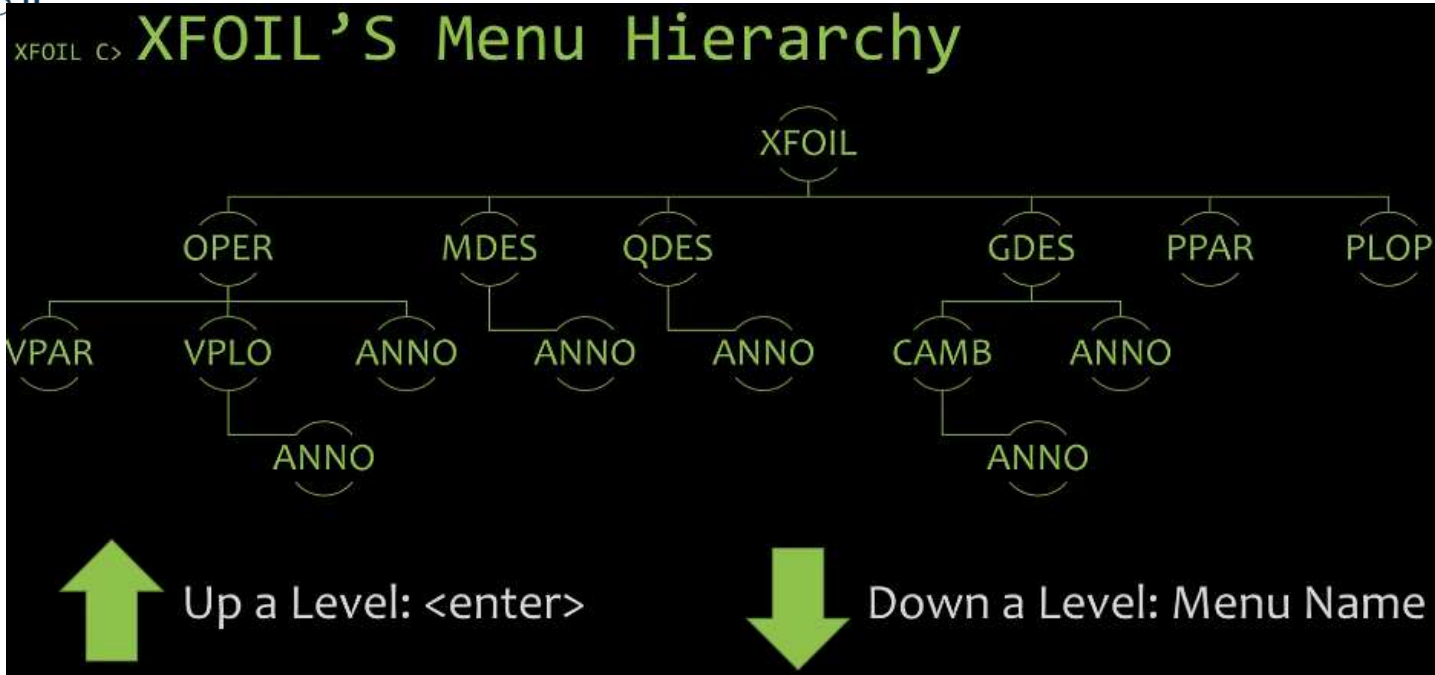 XFOIL C> XFOIL’S Menu Hierarchy
XFOIL
OPER MDES QDES GDES PPAR PLOP
VPAR VPLO ANNO ANNO ANNO CAMB ANNO
ANNO ANNO
Up a Level: <enter> Down a Level: Menu Name